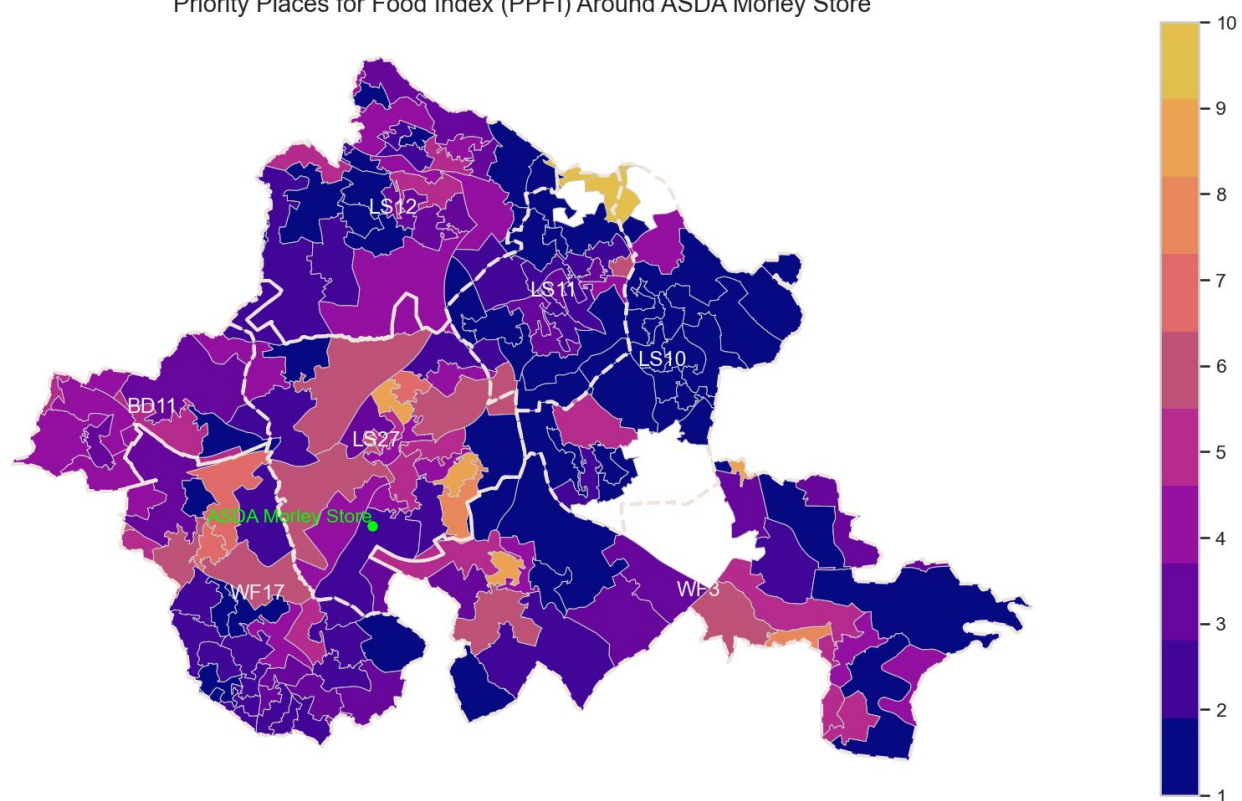 Priority Places for Food Index (PPFI) Around ASDA Morley Store
10
9
8
7
6
5
4
3
2
1
LS12
LS11
LS10
BD11
LS27
ASDA Morley Store
WF17
WF3